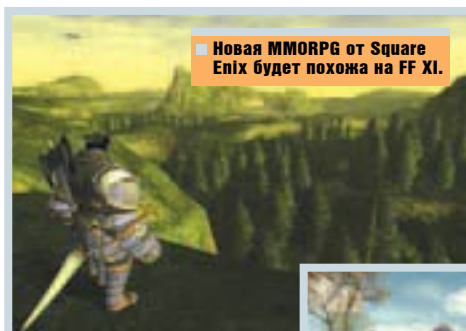 Новая MMORPG от Square
Enix будет похожа на FF XI.